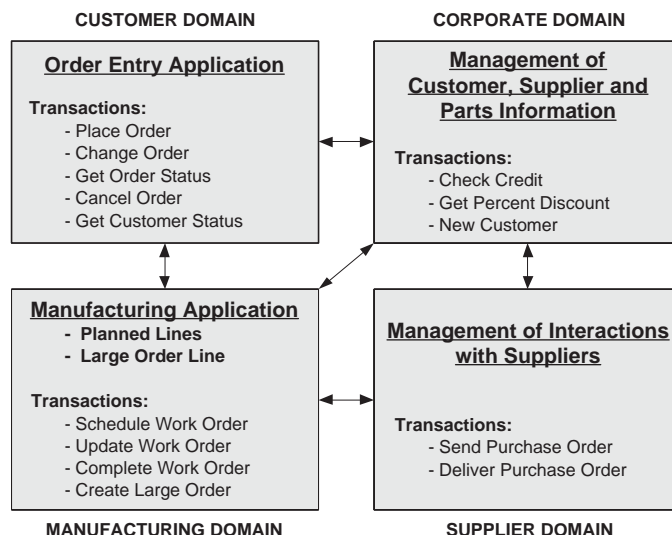 CUSTOMER DOMAIN
Order Entry Application
Transactions:
- Place Order
- Change Order
- Get Order Status
- Cancel Order
- Get Customer Status
CORPORATE DOMAIN
Management of
Customer, Supplier and
Parts Information
Transactions:
- Check Credit
- Get Percent Discount
- New Customer
Manufacturing Application
- Planned Lines
- Large Order Line
Transactions:
- Schedule Work Order
- Update Work Order
- Complete Work Order
- Create Large Order
MANUFACTURING DOMAIN
Management of Interactions
with Suppliers
Transactions:
- Send Purchase Order
- Deliver Purchase Order
SUPPLIER DOMAIN